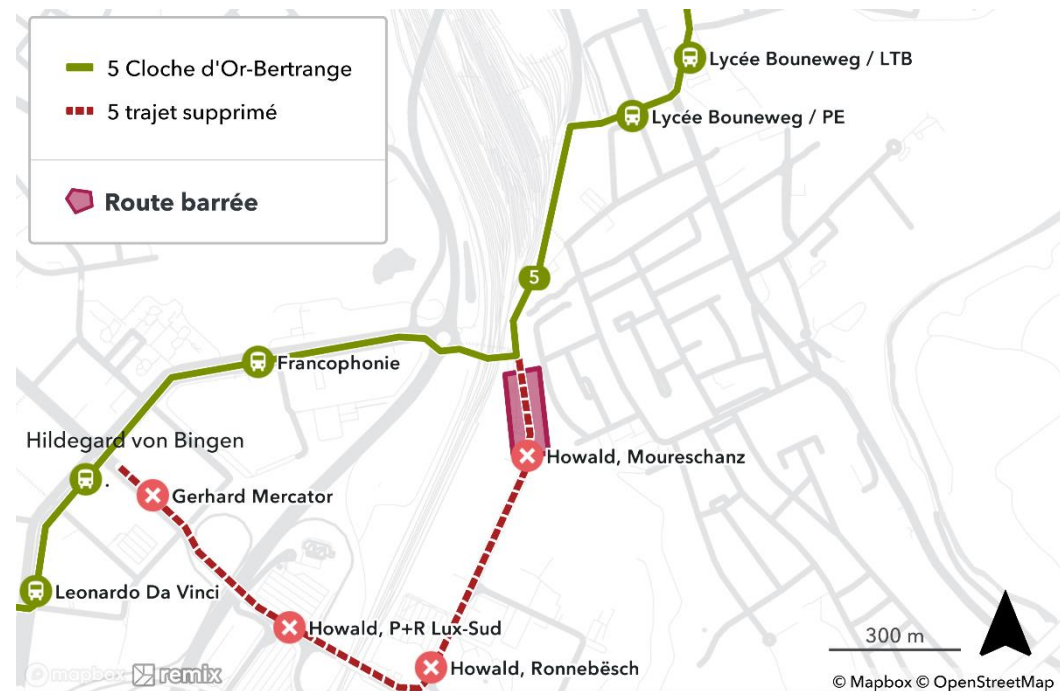 5 Cloche d'Or-Bertrange
5 trajet supprimé
Route barrée
Lycée Bouneweg / LTB
Lycée Bouneweg / PE
5
Francophonie
Hildegard von Bingen
.
Howald, Moureschanz
Gerhard Mercator
Leonardo Da Vinci
Howald, P+R Lux-Sud
Howald, Ronnebësch
300 m
mapbox remix
© Mapbox © OpenStreetMap